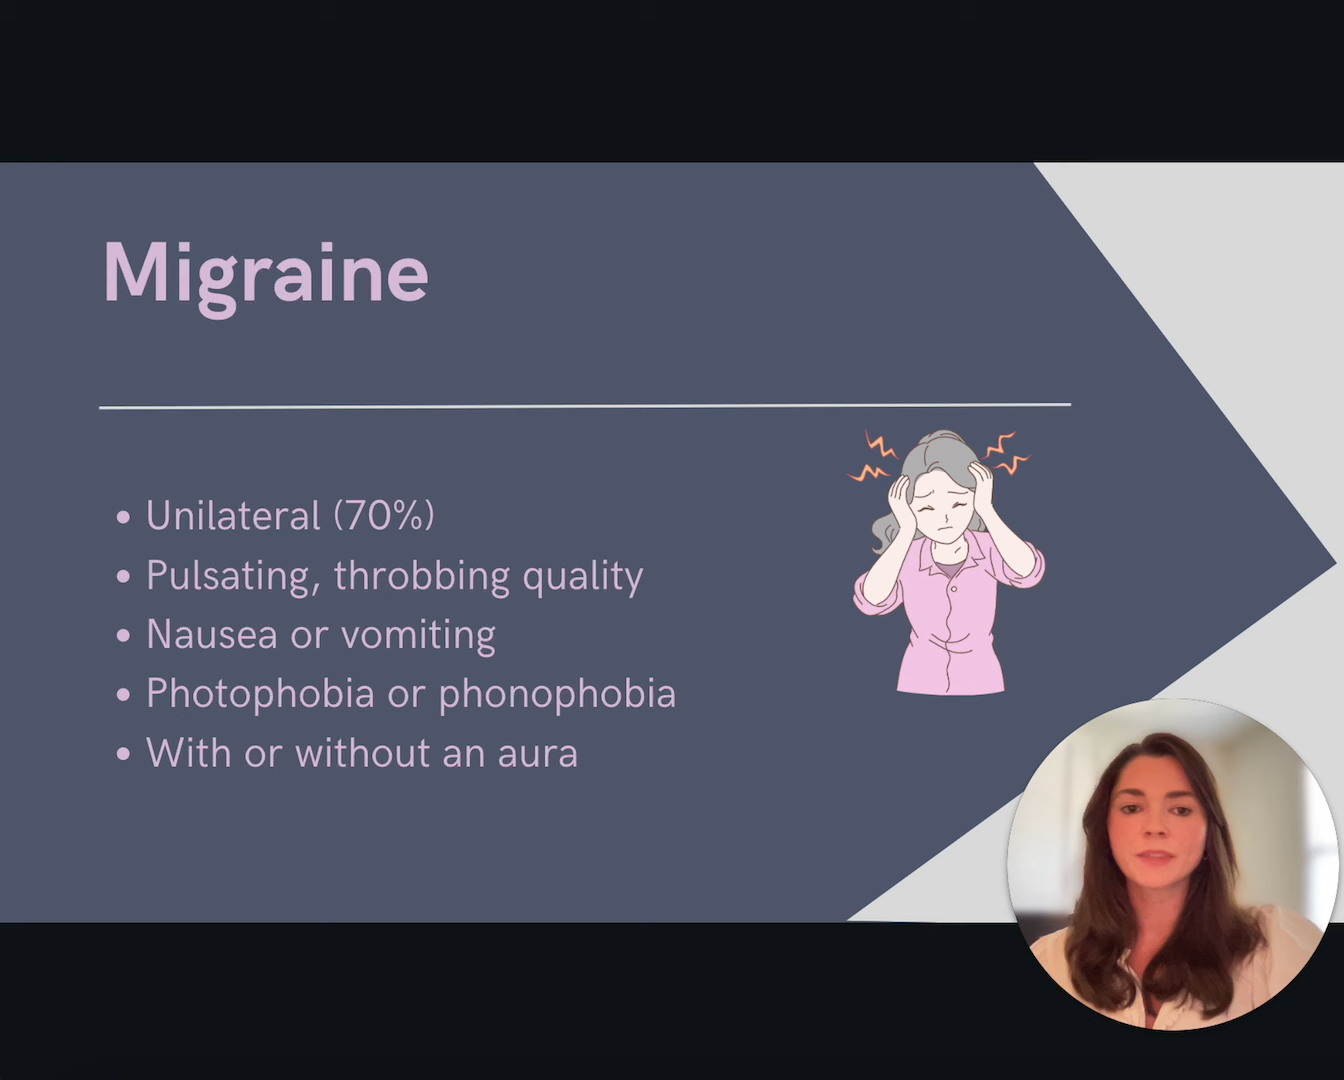 Migraine
• Unilateral (70%)
• Pulsating, throbbing quality
• Nausea or vomiting
• Photophobia or phonophobia
• With or without an aura